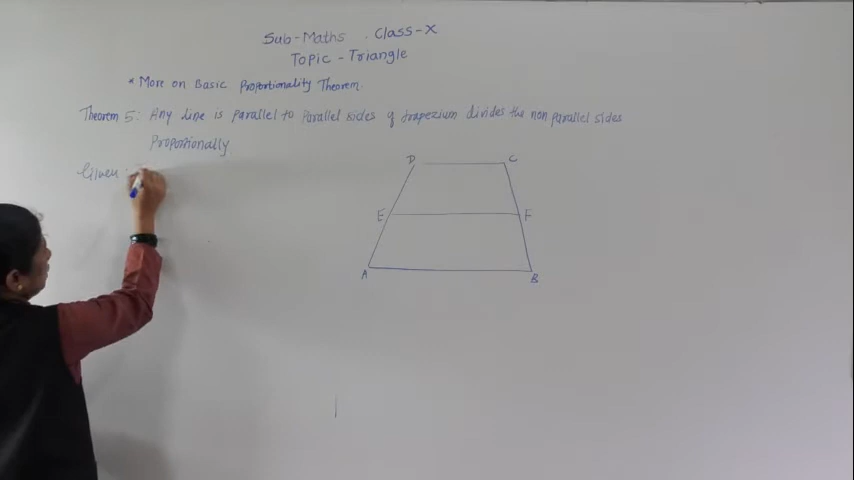 Sub-Maths . Class-X
Topic - Triangle
* More on Basic Proportionality Theorem.
Theorem 5: Any line is parallel to parallel sides of trapezium divides the non parallel sides
Proportionally
Given :
D C
E F
A B